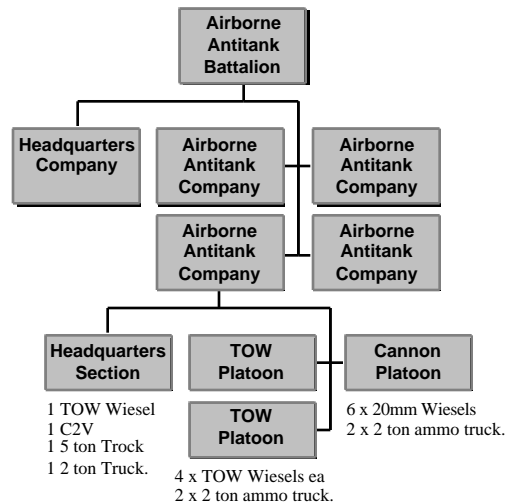 Airborne
Antitank
Battalion
Headquarters
Company
Airborne
Antitank
Company
Airborne
Antitank
Company
Airborne
Antitank
Company
Airborne
Antitank
Company
Headquarters
Section
TOW
Platoon
Cannon
Platoon
1 TOW Wiesel
1 C2V
1 5 ton Trock
1 2 ton Truck.
TOW
Platoon
6 x 20mm Wiesels
2 x 2 ton ammo truck.
4 x TOW Wiesels ea
2 x 2 ton ammo truck.